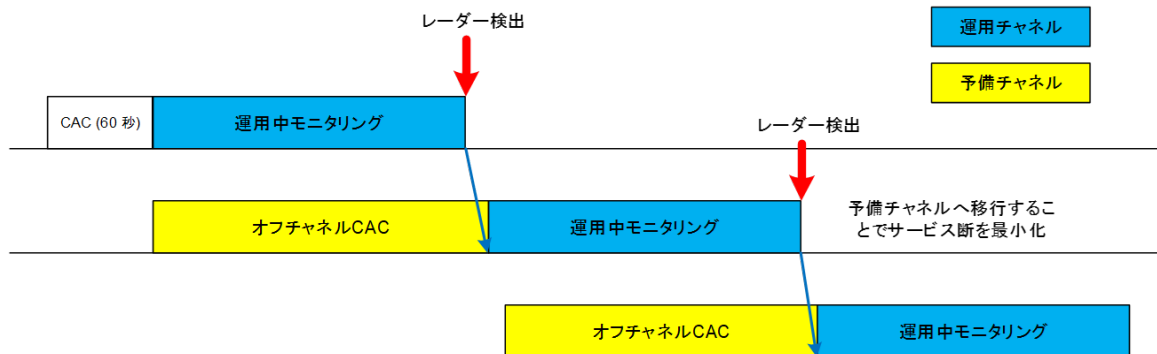 レーダー検出
運用チャネル
予備チャネル
CAC (60 秒)
運用中モニタリング
レーダー検出
オフチャネルCAC
運用中モニタリング
予備チャネルへ移行するこ
とでサービス断を最小化
オフチャネルCAC
運用中モニタリング